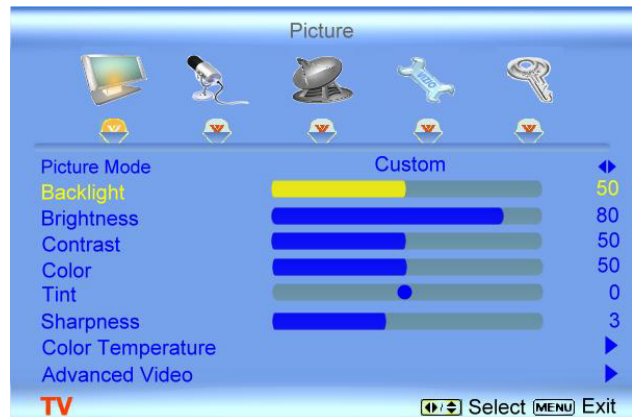 Picture
VIZIO
Picture Mode Custom
Backlight 50
Brightness 80
Contrast 50
Color 50
Tint 0
Sharpness 3
Color Temperature
Advanced Video
TV Select MENU Exit